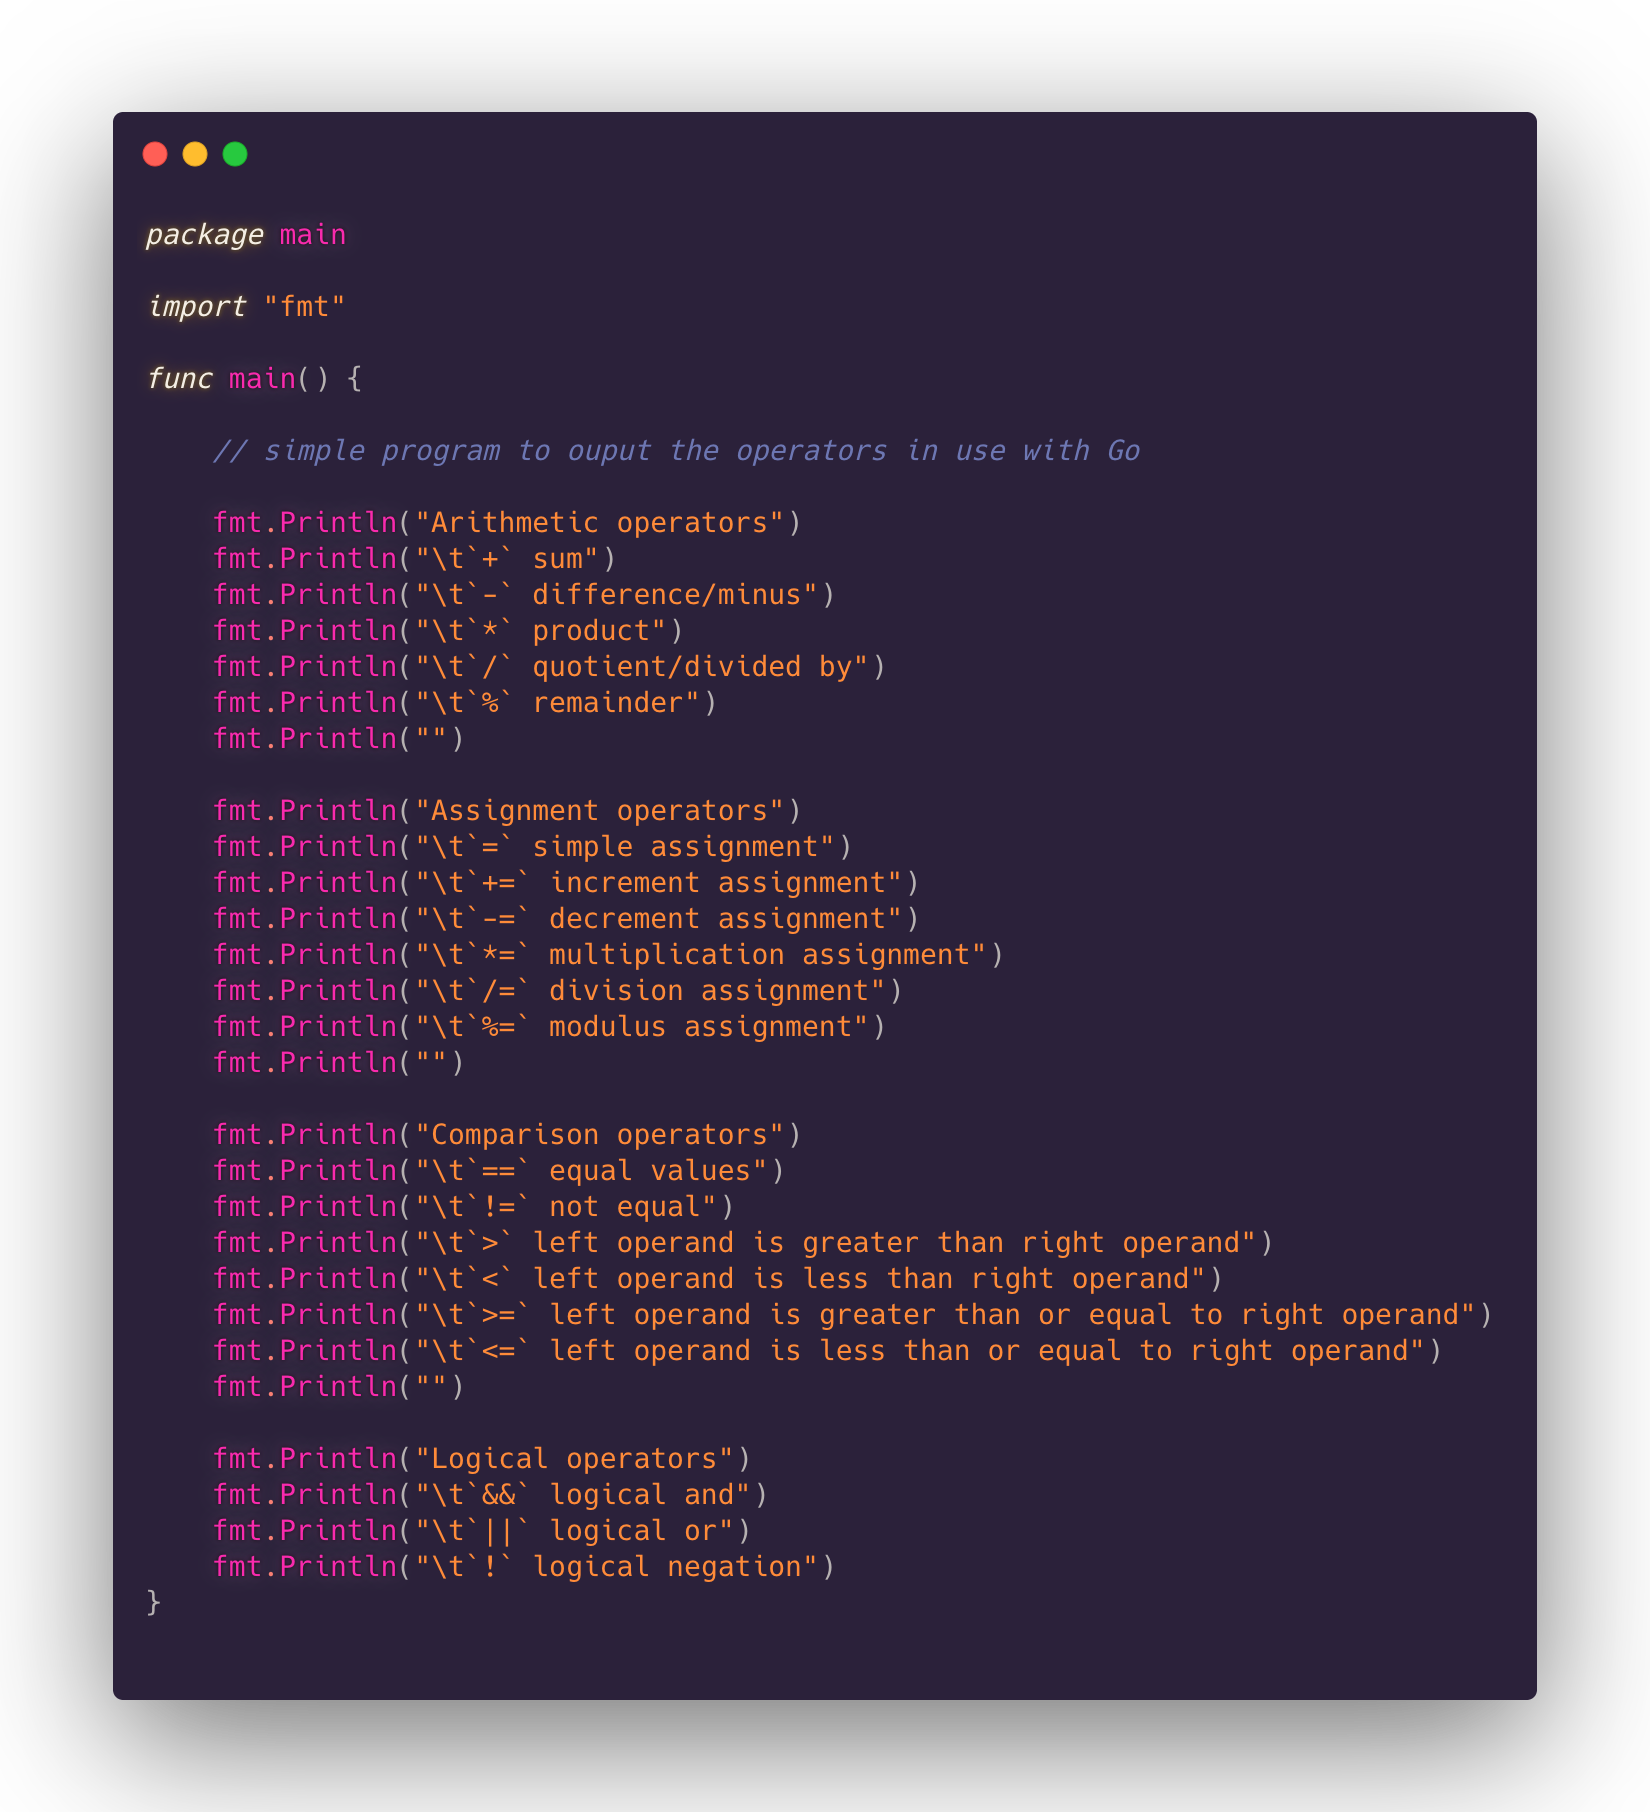 package main

import "fmt"

func main() {

    // simple program to ouput the operators in use with Go

    fmt.Println("Arithmetic operators")
    fmt.Println("\t`+` sum")
    fmt.Println("\t`-` difference/minus")
    fmt.Println("\t`*` product")
    fmt.Println("\t`/` quotient/divided by")
    fmt.Println("\t`%` remainder")
    fmt.Println("")

    fmt.Println("Assignment operators")
    fmt.Println("\t`=` simple assignment")
    fmt.Println("\t`+=` increment assignment")
    fmt.Println("\t`-=` decrement assignment")
    fmt.Println("\t`*=` multiplication assignment")
    fmt.Println("\t`/=` division assignment")
    fmt.Println("\t`%=` modulus assignment")
    fmt.Println("")

    fmt.Println("Comparison operators")
    fmt.Println("\t`==` equal values")
    fmt.Println("\t`!=` not equal")
    fmt.Println("\t`>` left operand is greater than right operand")
    fmt.Println("\t`<` left operand is less than right operand")
    fmt.Println("\t`>=` left operand is greater than or equal to right operand")
    fmt.Println("\t`<=` left operand is less than or equal to right operand")
    fmt.Println("")

    fmt.Println("Logical operators")
    fmt.Println("\t`&&` logical and")
    fmt.Println("\t`||` logical or")
    fmt.Println("\t`!` logical negation")
}